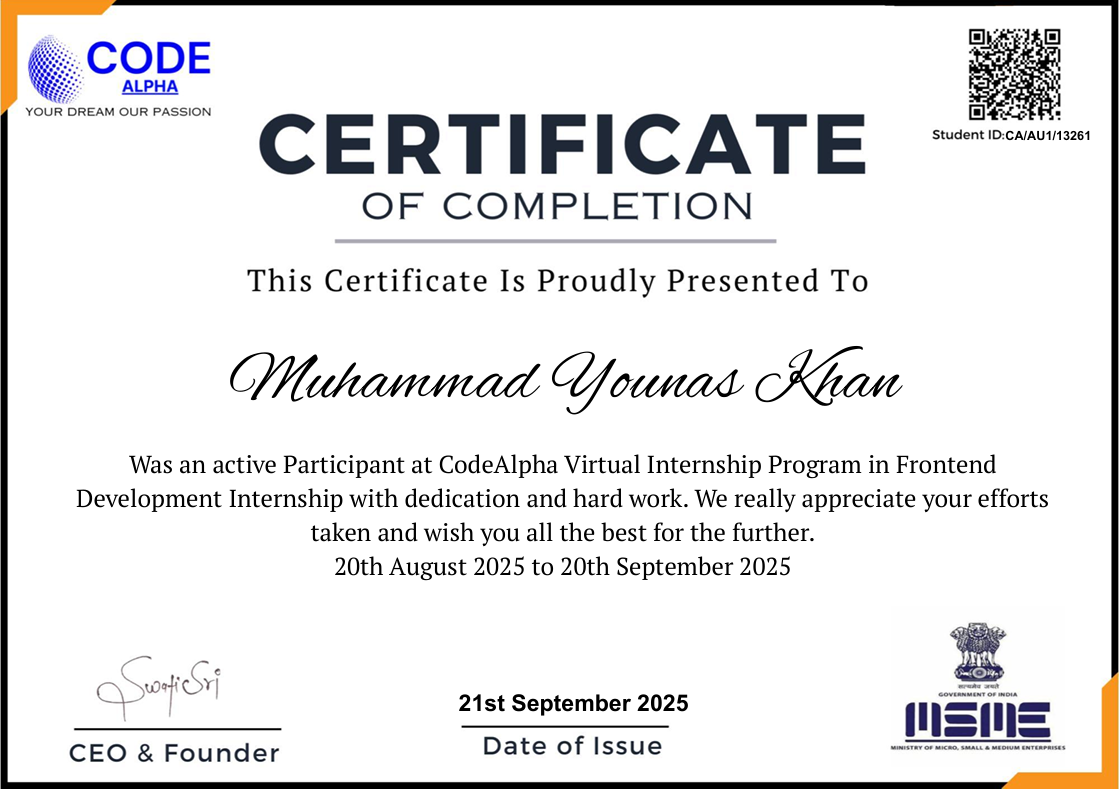 CODE
ALPHA
YOUR DREAM OUR PASSION
Student ID:CA/AU1/13261
CERTIFICATE
OF COMPLETION
This Certificate Is Proudly Presented To
Muhammad Younas Khan
Was an active Participant at CodeAlpha Virtual Internship Program in Frontend
Development Internship with dedication and hard work. We really appreciate your efforts
taken and wish you all the best for the further.
20th August 2025 to 20th September 2025
Swati Sri
CEO & Founder
21st September 2025
Date of Issue
सत्यमेव जयते
GOVERNMENT OF INDIA
MSME
MINISTRY OF MICRO, SMALL & MEDIUM ENTERPRISES